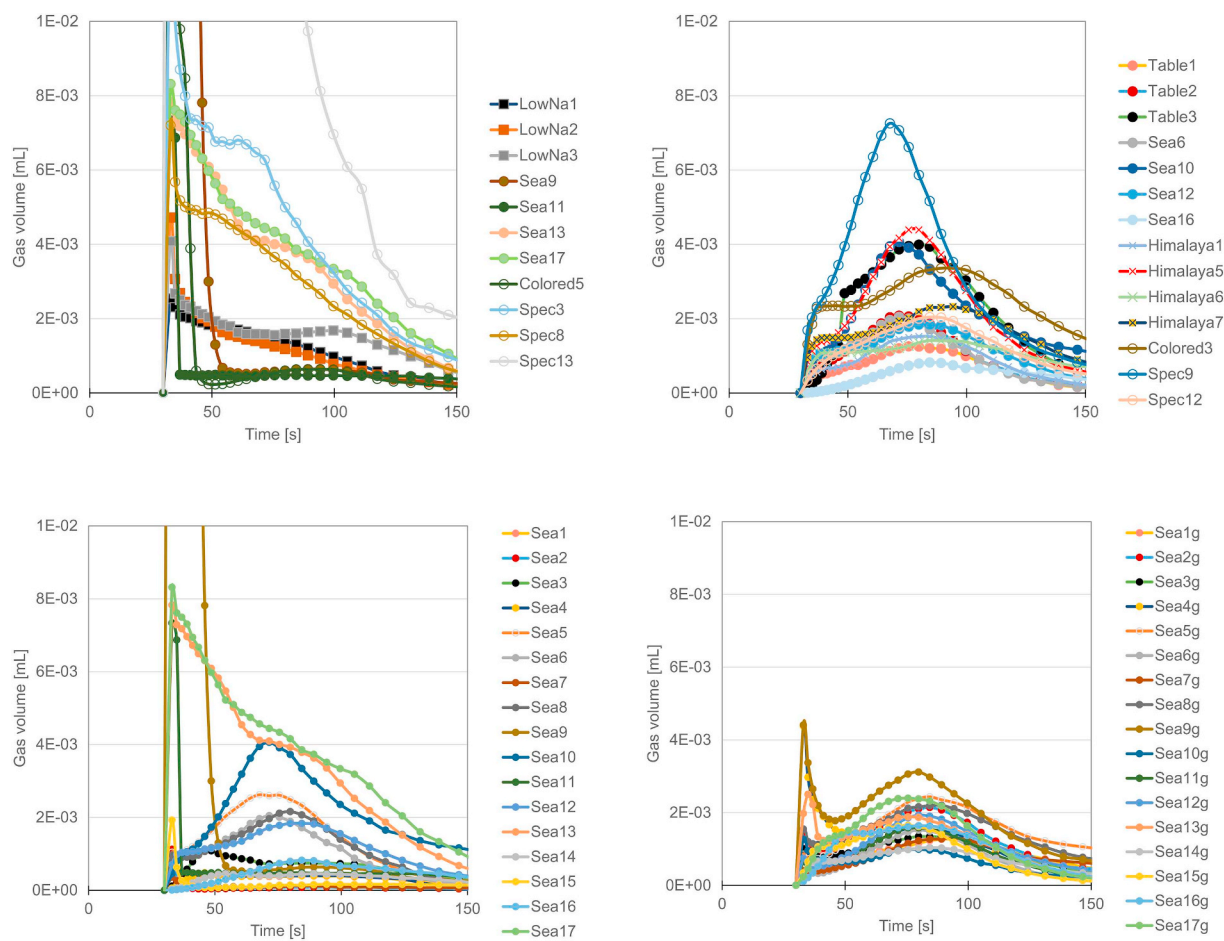 1E-02
8E-03
6E-03
4E-03
2E-03
0E+00
Gas volume [mL]
0
50
100
150
Time [s]
LowNa1
LowNa2
LowNa3
Sea9
Sea11
Sea13
Sea17
Colored5
Spec3
Spec8
Spec13
1E-02
8E-03
6E-03
4E-03
2E-03
0E+00
Gas volume [mL]
0
50
100
150
Time [s]
Table1
Table2
Table3
Sea6
Sea10
Sea12
Sea16
Himalaya1
Himalaya5
Himalaya6
Himalaya7
Colored3
Spec9
Spec12
1E-02
8E-03
6E-03
4E-03
2E-03
0E+00
Gas volume [mL]
0
50
100
150
Time [s]
Sea1
Sea2
Sea3
Sea4
Sea5
Sea6
Sea7
Sea8
Sea9
Sea10
Sea11
Sea12
Sea13
Sea14
Sea15
Sea16
Sea17
1E-02
8E-03
6E-03
4E-03
2E-03
0E+00
Gas volume [mL]
0
50
100
150
Time [s]
Sea1g
Sea2g
Sea3g
Sea4g
Sea5g
Sea6g
Sea7g
Sea8g
Sea9g
Sea10g
Sea11g
Sea12g
Sea13g
Sea14g
Sea15g
Sea16g
Sea17g